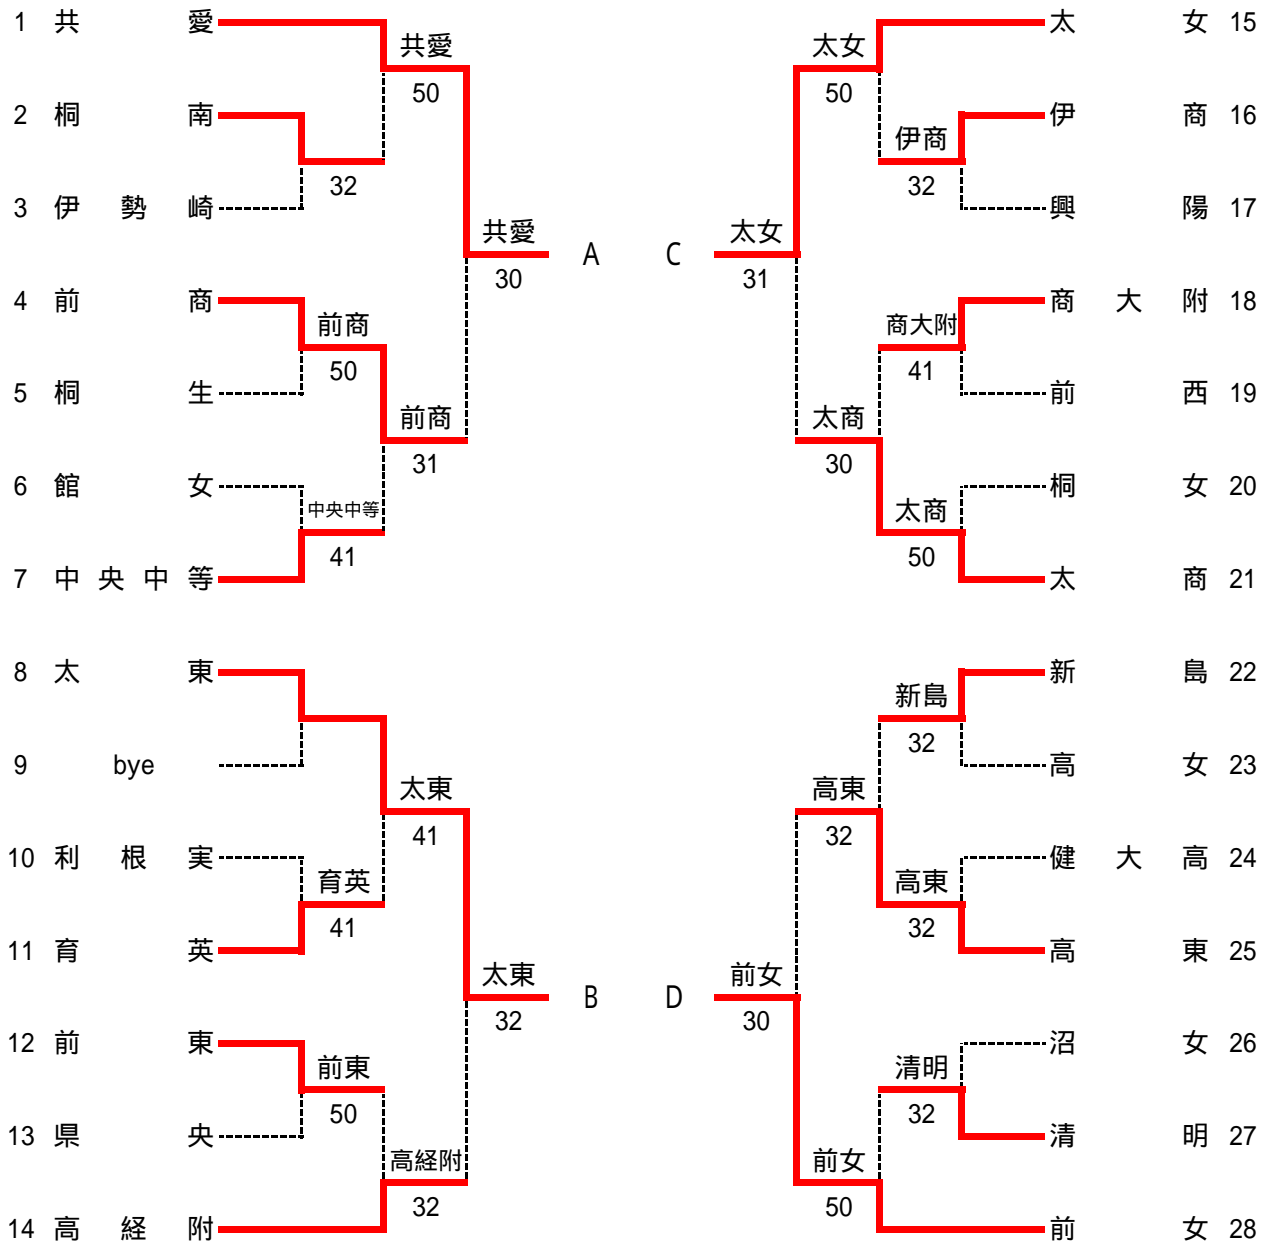 1 共 愛
共愛
50
2 桐 南
32
3 伊 勢 崎
共愛
30
A
4 前 商
前商
50
5 桐 生
前商
31
6 館 女
中央中等
41
7 中 央 中 等
8 太 東
9 bye
太東
41
10 利 根 実
育英
41
11 育 英
太東
32
B
12 前 東
前東
50
13 県 央
高経附
32
14 高 経 附
太 女 15
太女
50
伊 商 16
伊商
32
興 陽 17
太女
31
C
商 大 附 18
商大附
41
前 西 19
太商
30
桐 女 20
太商
50
太 商 21
新 島 22
新島
32
高 女 23
高東
32
健 大 高 24
高東
32
高 東 25
前女
30
D
沼 女 26
清明
32
清 明 27
前女
50
前 女 28